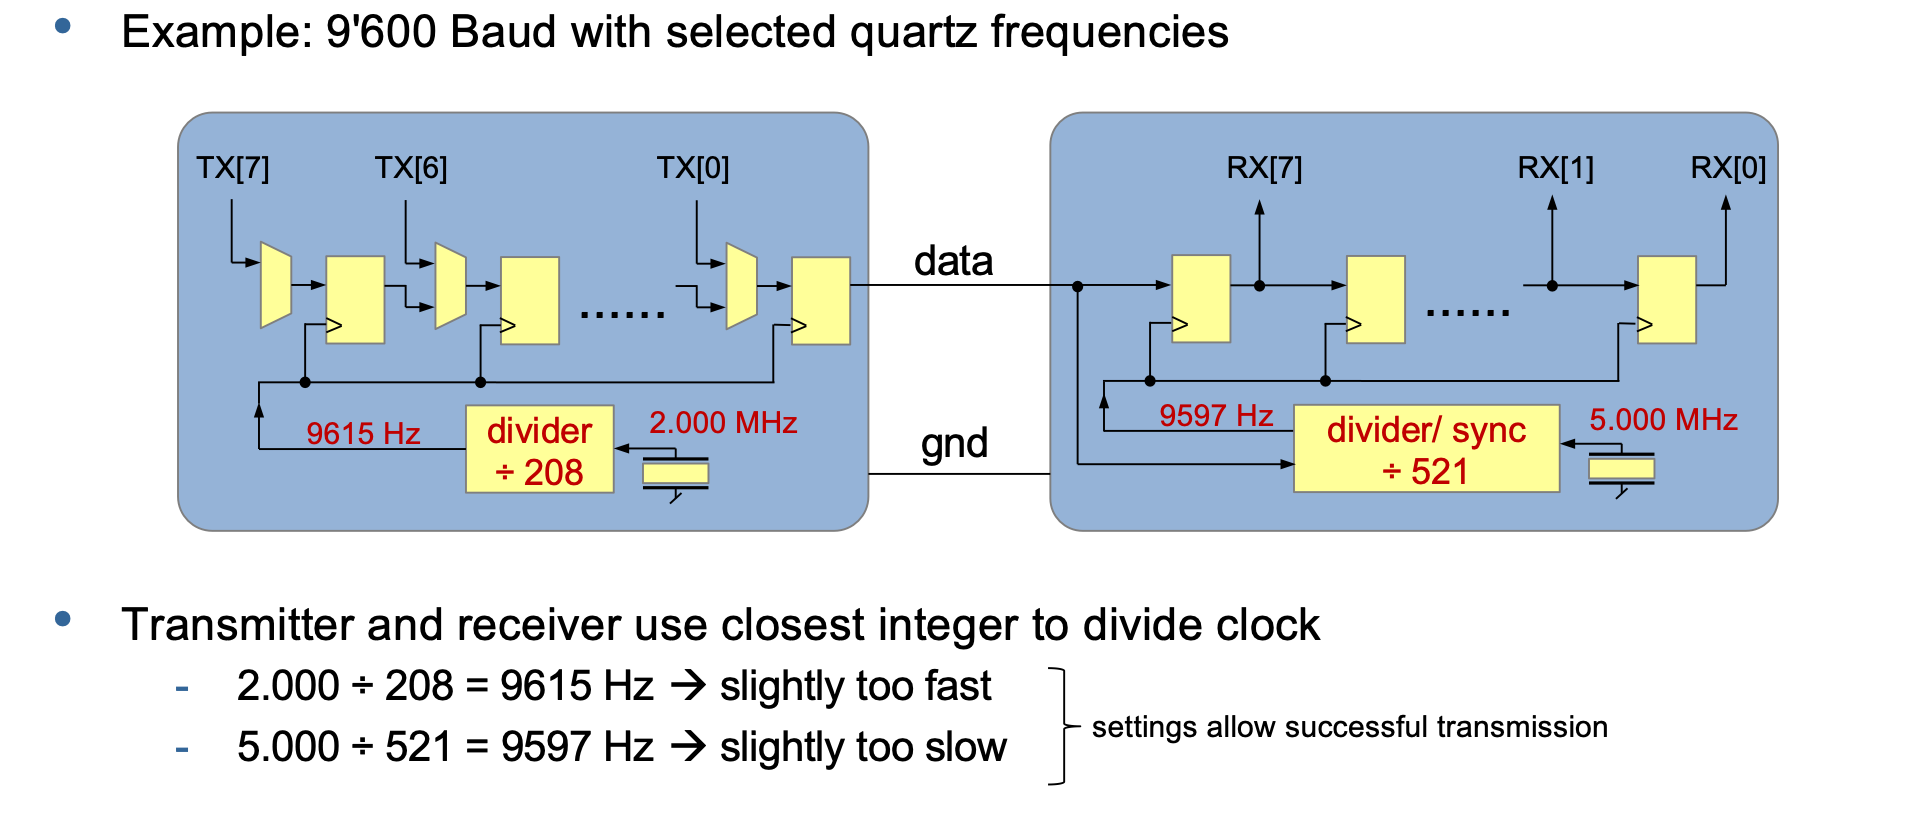 • Example: 9'600 Baud with selected quartz frequencies
TX[7] TX[6] TX[0]
RX[7] RX[1] RX[0]
data
......
......
9615 Hz
divider
÷ 208
2.000 MHz
gnd
9597 Hz
divider/ sync
÷ 521
5.000 MHz
• Transmitter and receiver use closest integer to divide clock
- 2.000 ÷ 208 = 9615 Hz → slightly too fast
- 5.000 ÷ 521 = 9597 Hz → slightly too slow
settings allow successful transmission